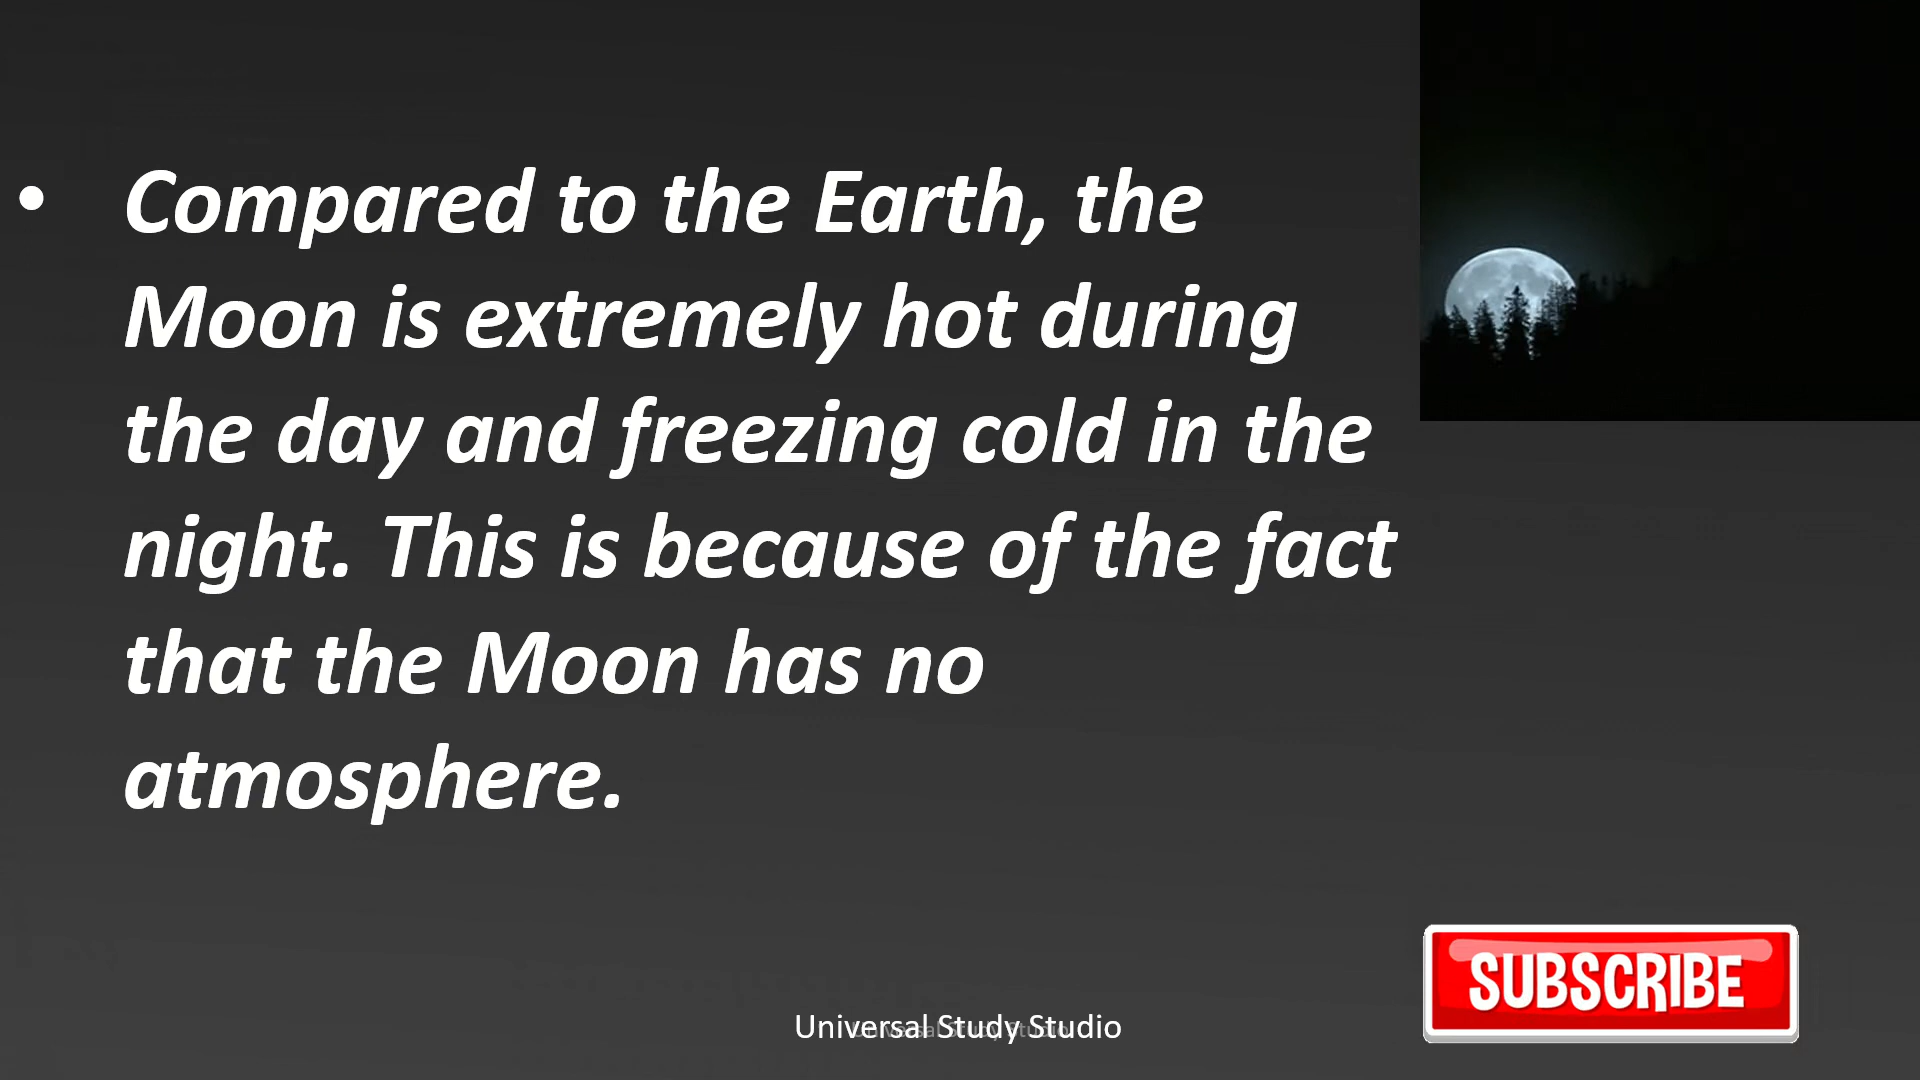 • Compared to the Earth, the
Moon is extremely hot during
the day and freezing cold in the
night. This is because of the fact
that the Moon has no
atmosphere.
SUBSCRIBE
Universal Study Studio